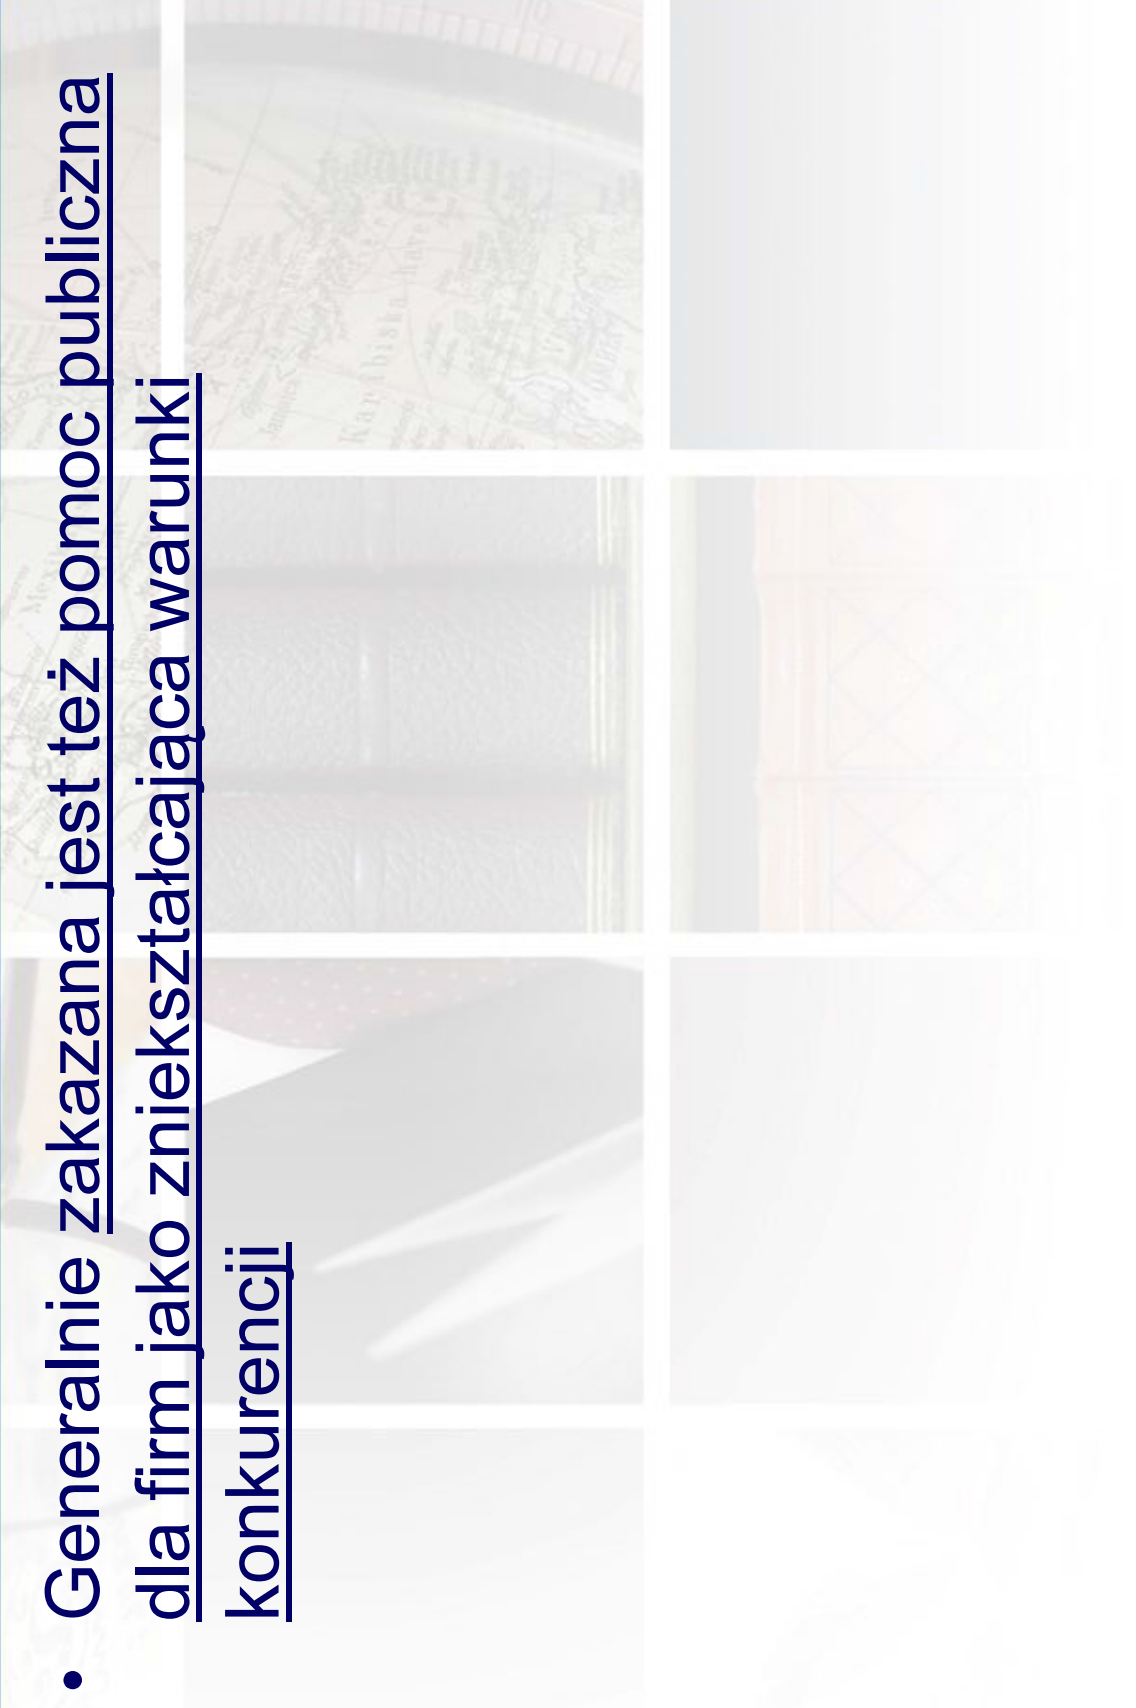 • Generalnie zakazana jest też pomoc publiczna
dla firm jako zniekształcająca warunki
konkurencji